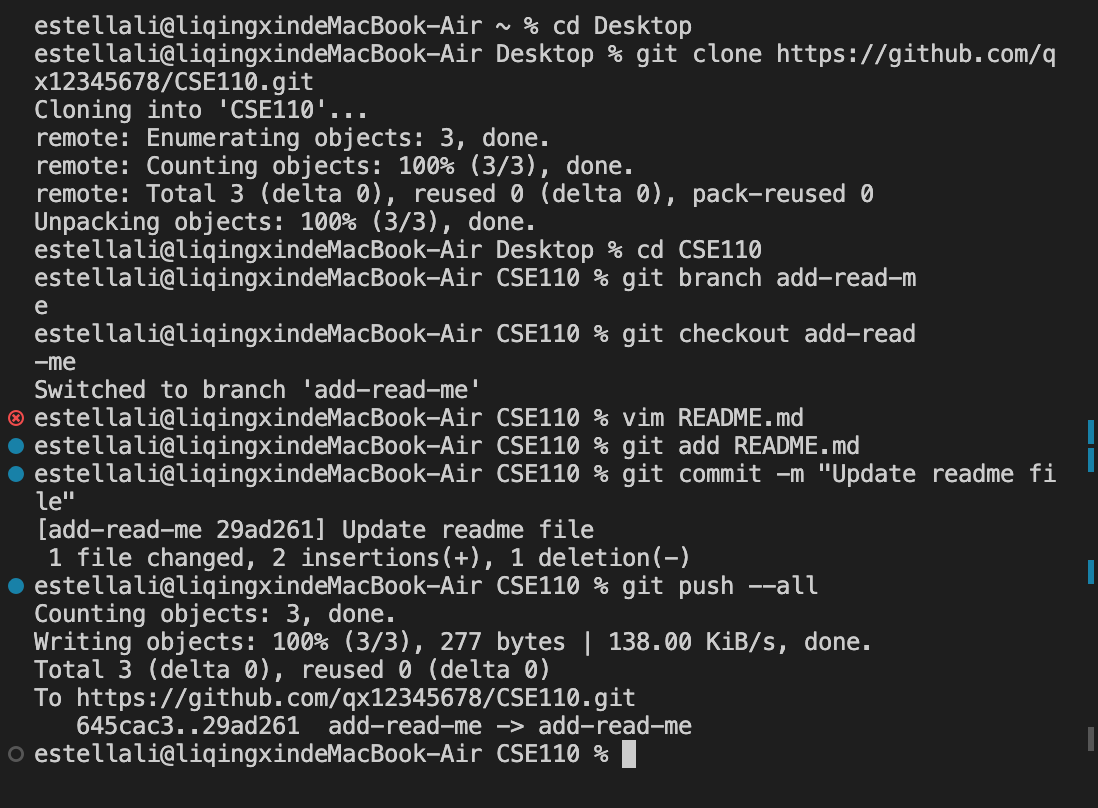 estellali@liqingxindeMacBook-Air ~ % cd Desktop
estellali@liqingxindeMacBook-Air Desktop % git clone https://github.com/q
x12345678/CSE110.git
Cloning into 'CSE110'...
remote: Enumerating objects: 3, done.
remote: Counting objects: 100% (3/3), done.
remote: Total 3 (delta 0), reused 0 (delta 0), pack-reused 0
Unpacking objects: 100% (3/3), done.
estellali@liqingxindeMacBook-Air Desktop % cd CSE110
estellali@liqingxindeMacBook-Air CSE110 % git branch add-read-m
e
estellali@liqingxindeMacBook-Air CSE110 % git checkout add-read
-me
Switched to branch 'add-read-me'
estellali@liqingxindeMacBook-Air CSE110 % vim README.md
estellali@liqingxindeMacBook-Air CSE110 % git add README.md
estellali@liqingxindeMacBook-Air CSE110 % git commit -m "Update readme fi
le"
[add-read-me 29ad261] Update readme file
 1 file changed, 2 insertions(+), 1 deletion(-)
estellali@liqingxindeMacBook-Air CSE110 % git push --all
Counting objects: 3, done.
Writing objects: 100% (3/3), 277 bytes | 138.00 KiB/s, done.
Total 3 (delta 0), reused 0 (delta 0)
To https://github.com/qx12345678/CSE110.git
   645cac3..29ad261  add-read-me -> add-read-me
estellali@liqingxindeMacBook-Air CSE110 %